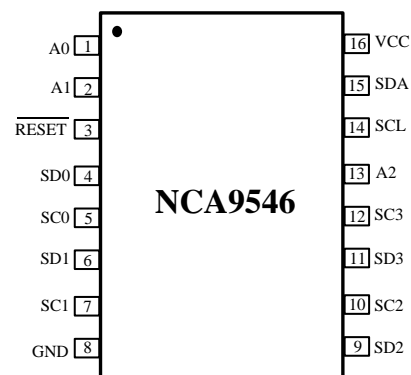 A0 1 16 VCC
A1 2 15 SDA
RESET 3 14 SCL
SD0 4 13 A2
SC0 5 12 SC3
SD1 6 11 SD3
SC1 7 10 SC2
GND 8 9 SD2
NCA9546